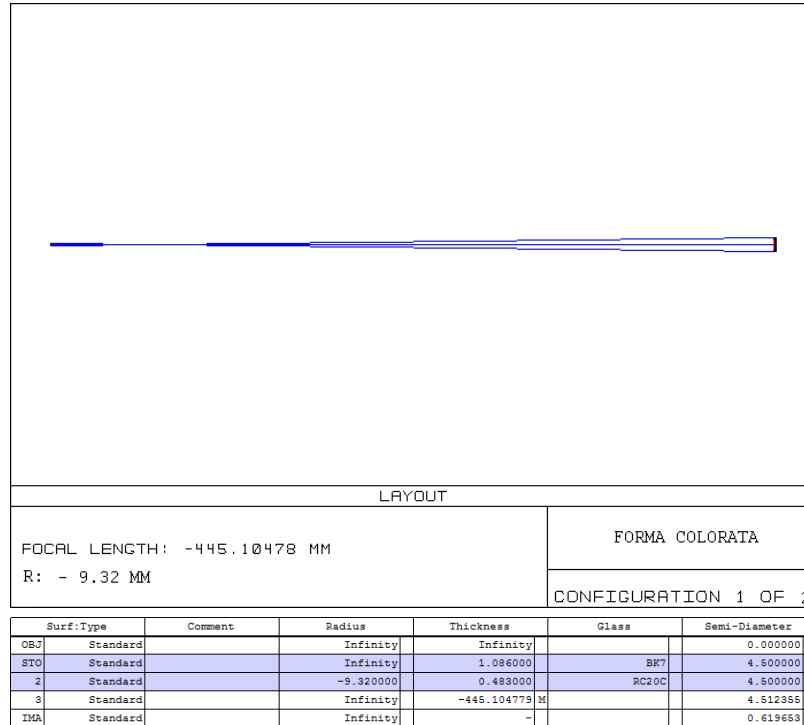 LAYOUT
FOCAL LENGTH: -445.10478 MM
R: - 9.32 MM
FORMA COLORATA
CONFIGURATION 1 OF
Surf:Type Comment Radius Thickness Glass Semi-Diameter
OBJ Standard Infinity Infinity 0.000000
STO Standard Infinity 1.086000 BK7 4.500000
2 Standard -9.320000 0.483000 RC20C 4.500000
3 Standard Infinity -445.104779 M 4.512355
IMA Standard Infinity - 0.619653